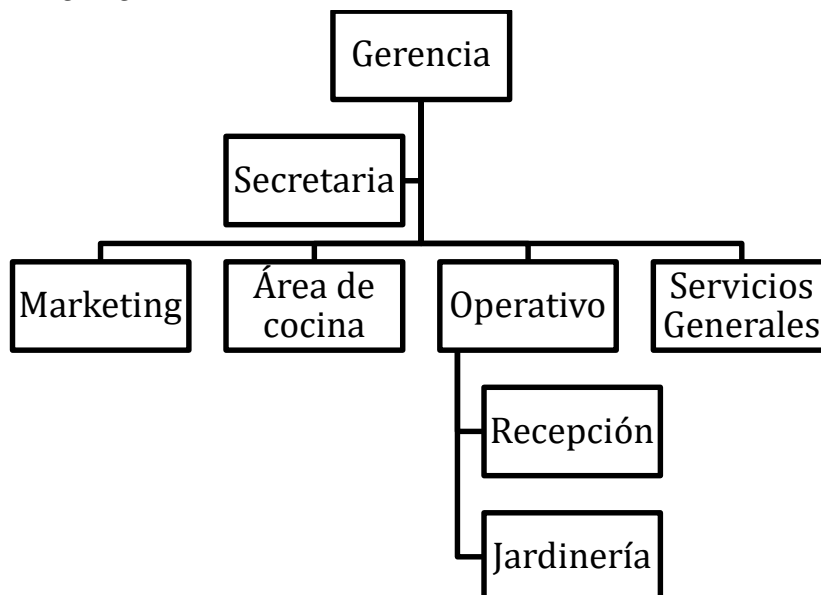 Gerencia
Secretaria
Marketing
Área de
cocina
Operativo
Servicios
Generales
Recepción
Jardinería